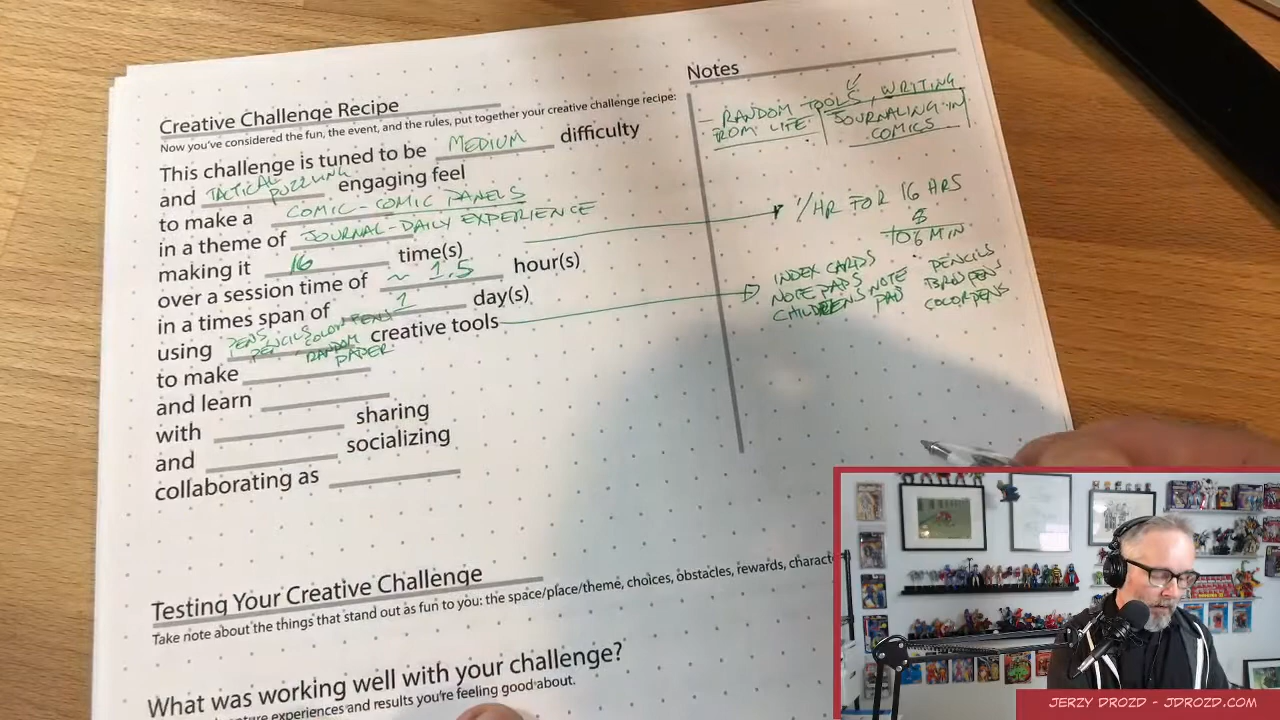 Creative Challenge Recipe
Now you've considered the fun, the event, and the rules, put together your creative challenge recipe:
This challenge is tuned to be MEDIUM difficulty
and TACTICAL PUZZLING engaging feel
to make a COMIC-COMIC PANELS
in a theme of JOURNAL-DAILY EXPERIENCE
making it 16 time(s)
over a session time of ~ 1.5 hour(s)
in a times span of 1 day(s)
using PENS PENCILS COLOR PENS RANDOM PAPER creative tools
to make
and learn
with sharing
and socializing
collaborating as
Notes
- RANDOM TOOLS, WRITING
FROM LIFE JOURNALING IN
COMICS
1/HR FOR 16 HRS
INDEX CARDS PENCILS
NOTE PADS BROD PENS
CHILDRENS NOTE PAD COLOR PENS
Testing Your Creative Challenge
Take note about the things that stand out as fun to you: the space/place/theme, choices, obstacles, rewards,
What was working well with your challenge?
experiences and results you're feeling good about.
JERZY DROZD - JDROZD.COM